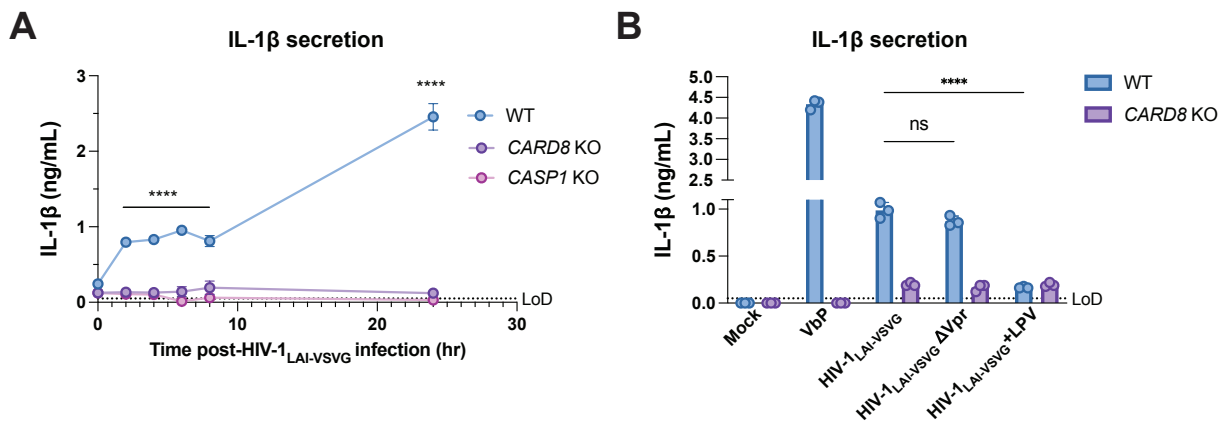 A
IL-1β secretion
IL-1β (ng/mL)
3
2
1
0
****
****
WT
CARD8 KO
CASP1 KO
LoD
0
10
20
30
Time post-HIV-1LAI-VSVG infection (hr)
B
IL-1β secretion
IL-1β (ng/mL)
5.0
4.5
4.0
3.5
3.0
2.5
1.0
0.5
0.0
****
ns
WT
CARD8 KO
LoD
Mock
VbP
HIV-1LAI-VSVG
HIV-1LAI-VSVG ΔVpr
HIV-1LAI-VSVG+LPV